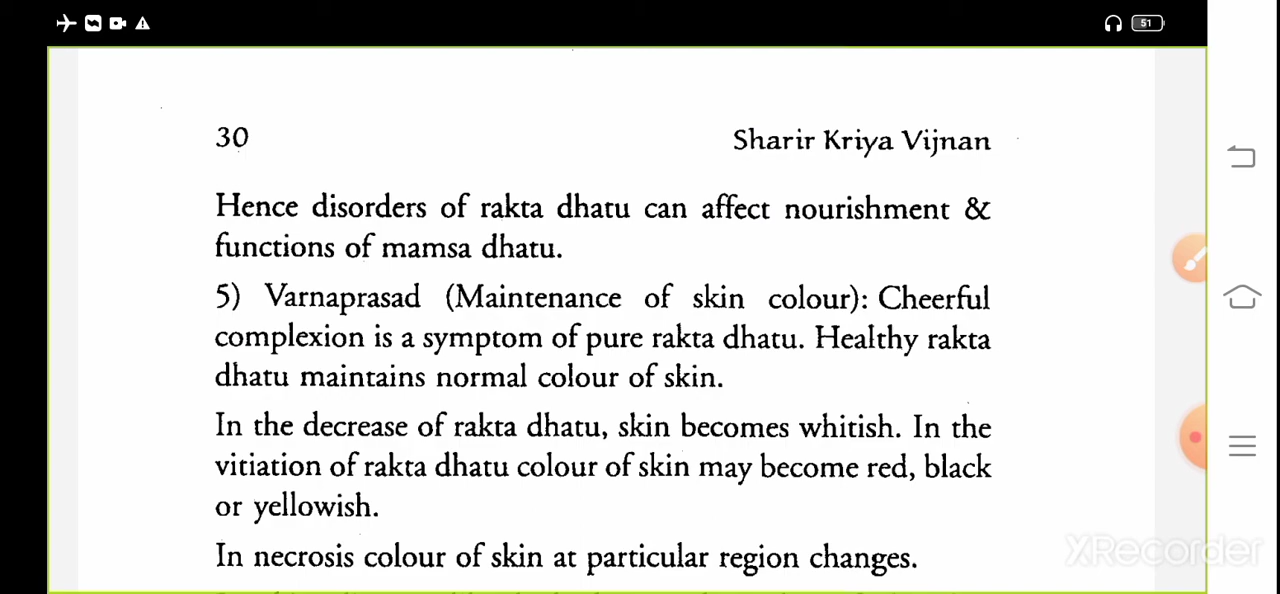 51
30 Sharir Kriya Vijnan
Hence disorders of rakta dhatu can affect nourishment &
functions of mamsa dhatu.
5) Varnaprasad (Maintenance of skin colour): Cheerful
complexion is a symptom of pure rakta dhatu. Healthy rakta
dhatu maintains normal colour of skin.
In the decrease of rakta dhatu, skin becomes whitish. In the
vitiation of rakta dhatu colour of skin may become red, black
or yellowish.
In necrosis colour of skin at particular region changes.
XRecorder